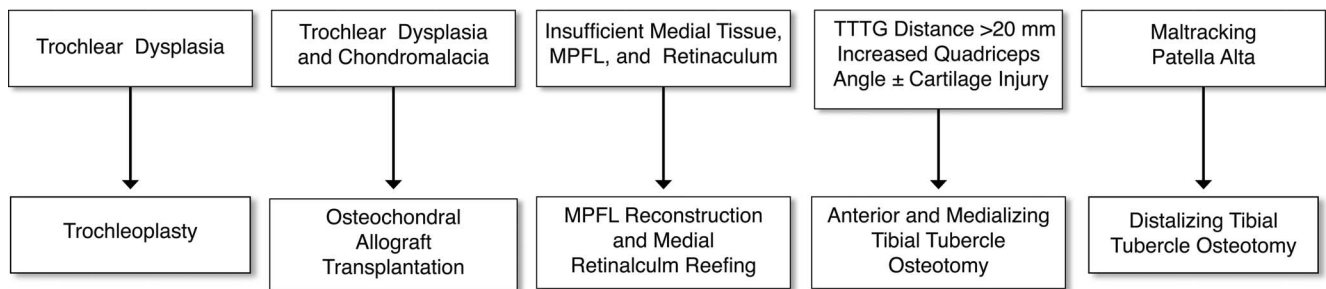 Trochlear Dysplasia
Trochlear Dysplasia
and Chondromalacia
Insufficient Medial Tissue,
MPFL, and Retinaculum
TTTG Distance >20 mm
Increased Quadriceps
Angle ± Cartilage Injury
Maltracking
Patella Alta
Trochleoplasty
Osteochondral
Allograft
Transplantation
MPFL Reconstruction
and Medial
Retinalculm Reefing
Anterior and Medializing
Tibial Tubercle
Osteotomy
Distalizing Tibial
Tubercle Osteotomy